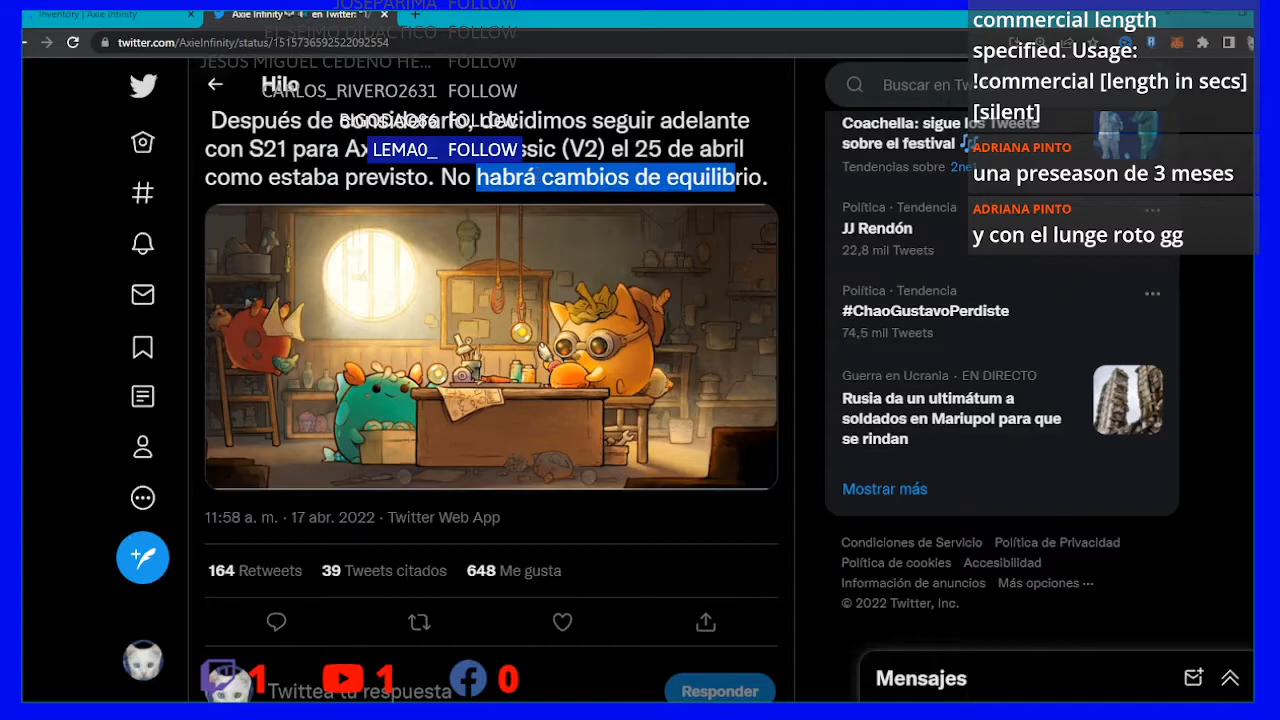 Inventory | Axie Infinity
Axie Infinity
en Twitter: "
twitter.com/AxieInfinity/status/1515736592522092554
JOSEPARIMA FOLLOW
EL SEIMO DIDACTICO FOLLOW
JESUS MIGUEL CEDEÑO HE... FOLLOW
CARLOS_RIVERO2631 FOLLOW
FOLLOW
LEMA0_ FOLLOW
Hilo
Después de considerarlo, decidimos seguir adelante
con S21 para Ax ssic (V2) el 25 de abril
como estaba previsto. No habrá cambios de equilibrio.
11:58 a. m. · 17 abr. 2022 · Twitter Web App
164 Retweets 39 Tweets citados 648 Me gusta
1 1 0
Twittea tu respuesta
Responder
Buscar en Tw
Coachella: sigue los Tweets
sobre el festival
Tendencias sobre 2ne
Política · Tendencia
JJ Rendón
22,8 mil Tweets
Política · Tendencia
#ChaoGustavoPerdiste
74,5 mil Tweets
Guerra en Ucrania · EN DIRECTO
Rusia da un ultimátum a
soldados en Mariupol para que
se rindan
Mostrar más
Condiciones de Servicio Política de Privacidad
Política de cookies Accesibilidad
Información de anuncios Más opciones ···
© 2022 Twitter, Inc.
Mensajes
commercial length
specified. Usage:
!commercial [length in secs]
[silent]
ADRIANA PINTO
una preseason de 3 meses
ADRIANA PINTO
y con el lunge roto gg